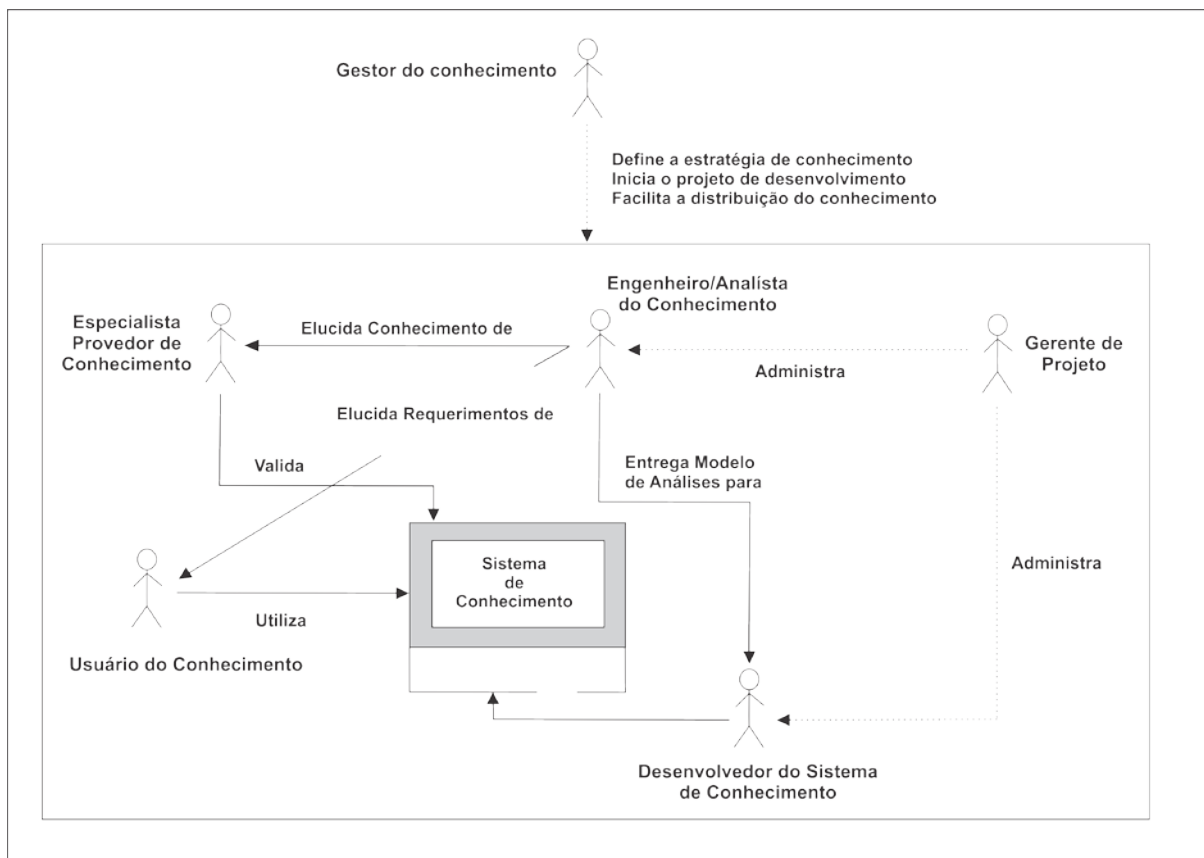 Gestor do conhecimento
Define a estratégia de conhecimento
Inicia o projeto de desenvolvimento
Facilita a distribuição do conhecimento
Engenheiro/Analísta
do Conhecimento
Especialista
Provedor de
Conhecimento
Elucida Conhecimento de
Gerente de
Projeto
Administra
Elucida Requerimentos de
Valida
Entrega Modelo
de Análises para
Sistema
de
Conhecimento
Administra
Utiliza
Usuário do Conhecimento
Desenvolvedor do Sistema
de Conhecimento